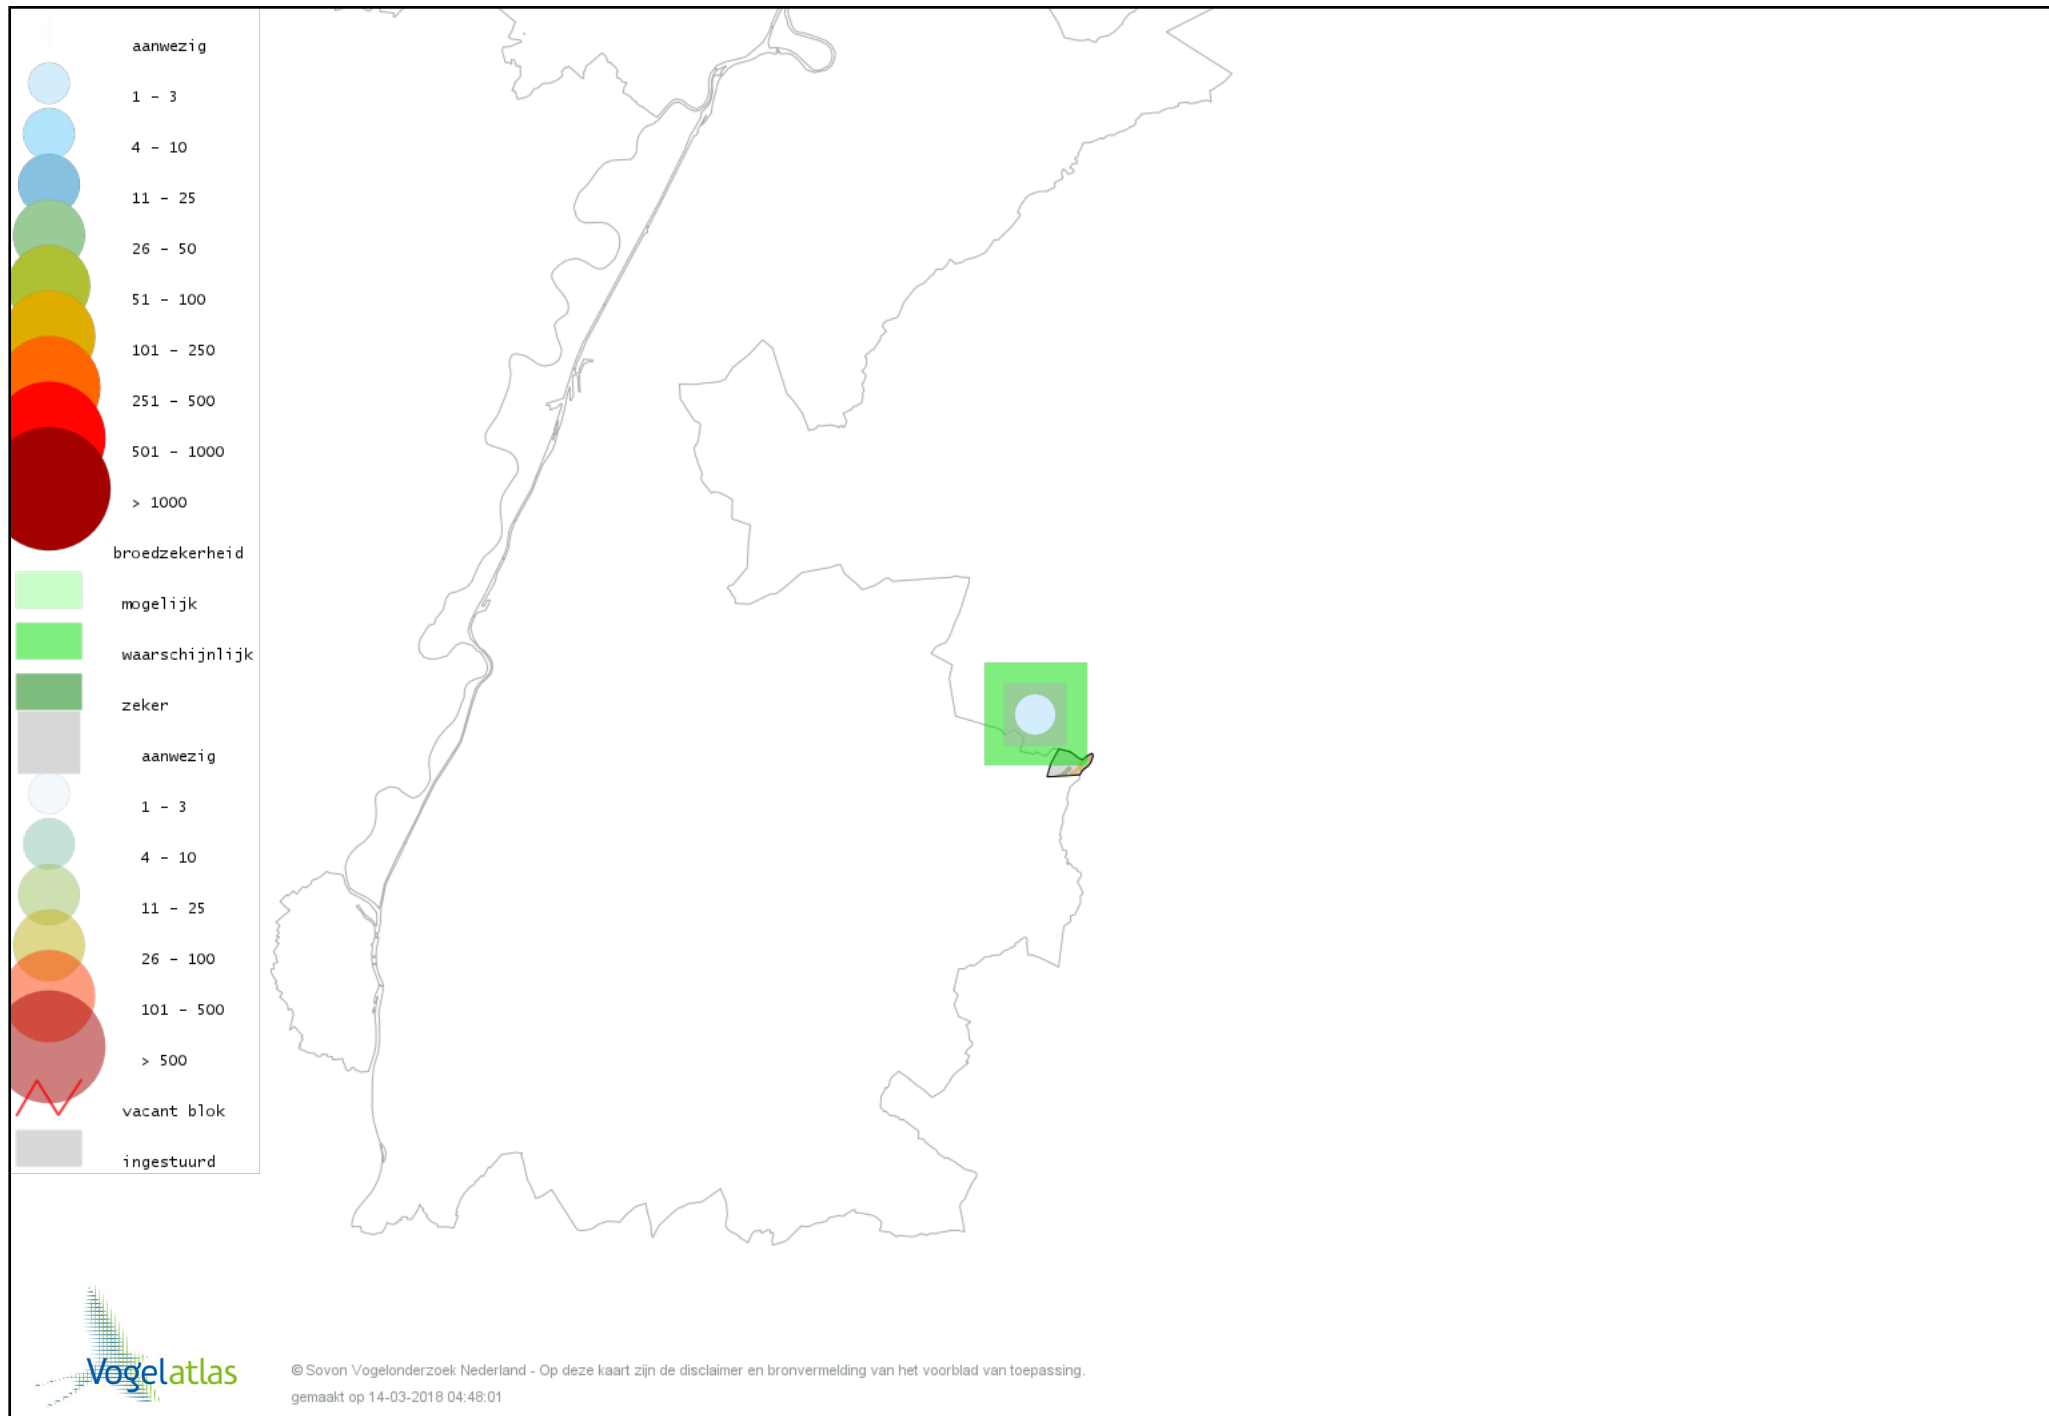 aanwezig
1 - 3
4 - 10
11 - 25
26 - 50
51 - 100
101 - 250
251 - 500
501 - 1000
> 1000
broedzekerheid
mogelijk
waarschijnlijk
zeker
aanwezig
1 - 3
4 - 10
11 - 25
26 - 100
101 - 500
> 500
vacant blok
ingestuurd
Vogelatlas
© Sovon Vogelonderzoek Nederland - Op deze kaart zijn de disclaimer en bronvermelding van het voorblad van toepassing.
gemaakt op 14-03-2018 04:48:01